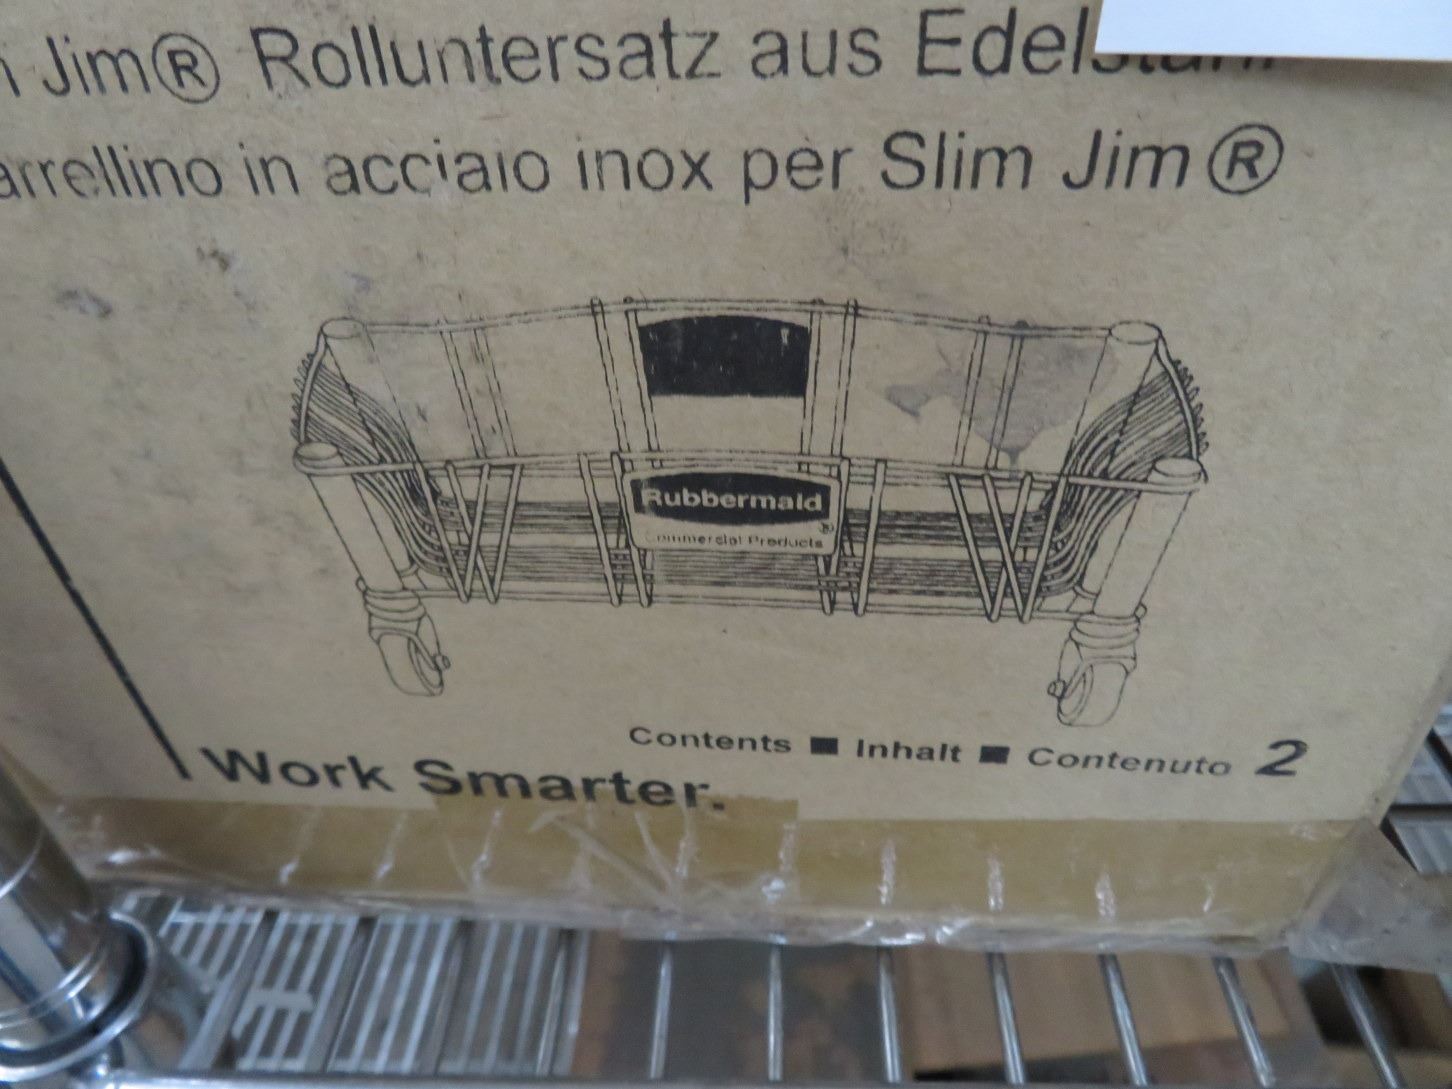 Jim® Rolluntersatz aus Edelstahl
arrellino in acciaio inox per Slim Jim®
Rubbermaid
®
Commercial Products
Contents ■ Inhalt ■ Contenuto 2
Work Smarter.